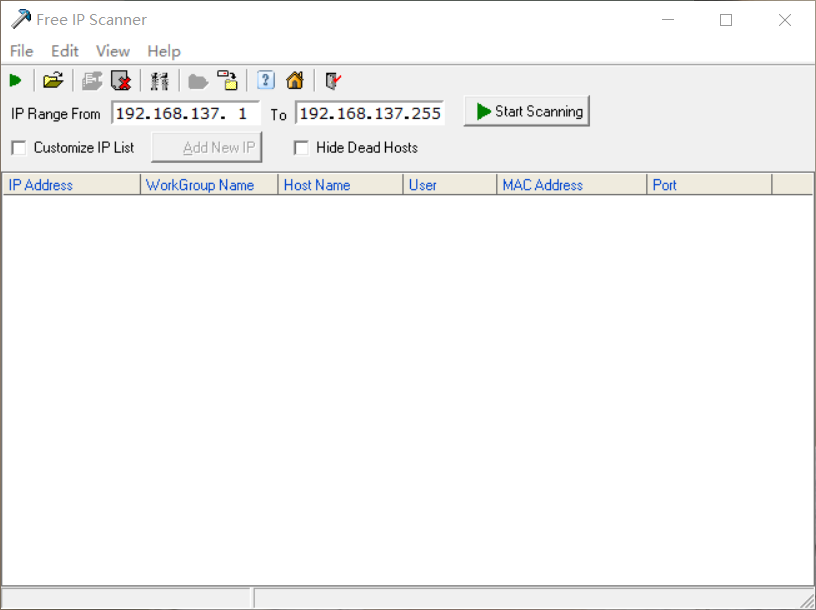 Free IP Scanner
File Edit View Help
IP Range From 192.168.137. 1 To 192.168.137.255 Start Scanning
Customize IP List Add New IP Hide Dead Hosts
IP Address WorkGroup Name Host Name User MAC Address Port